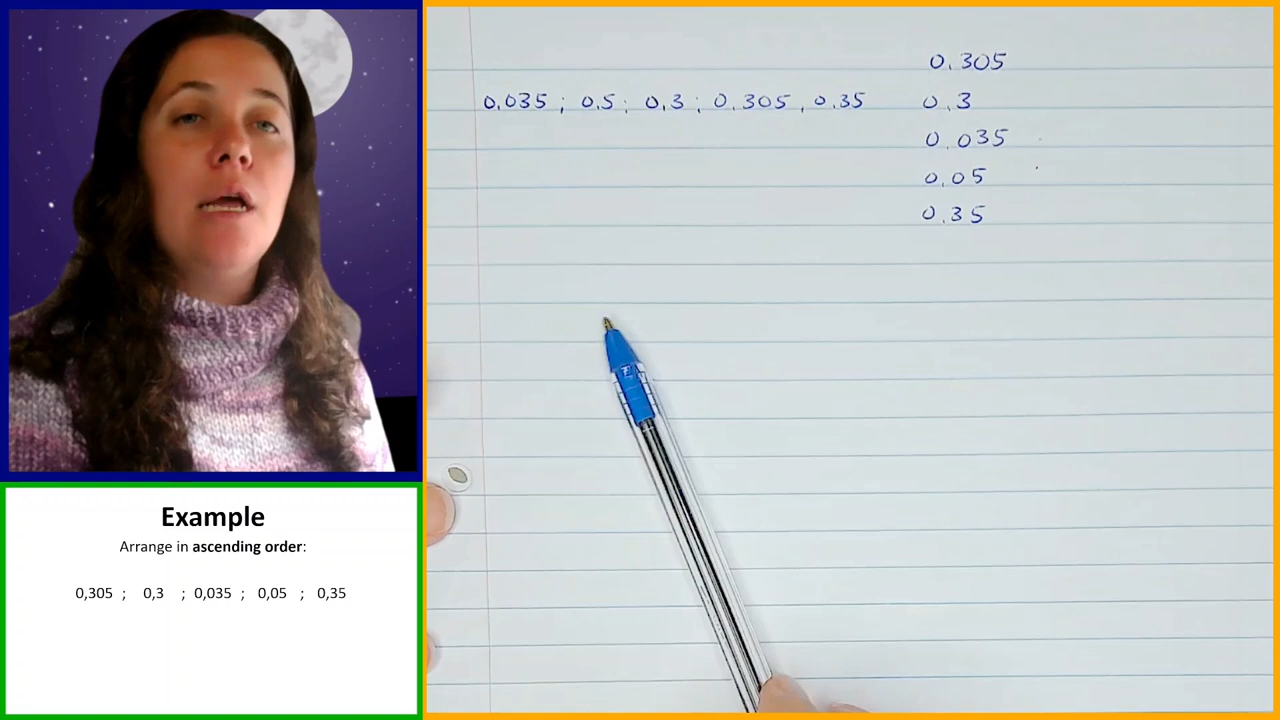 0.305
0,035 ; 0.5 ; 0,3 ; 0.305 , 0.35
0.3
0.035
0.05
0.35
Example
Arrange in ascending order:
0,305 ; 0,3 ; 0,035 ; 0,05 ; 0,35